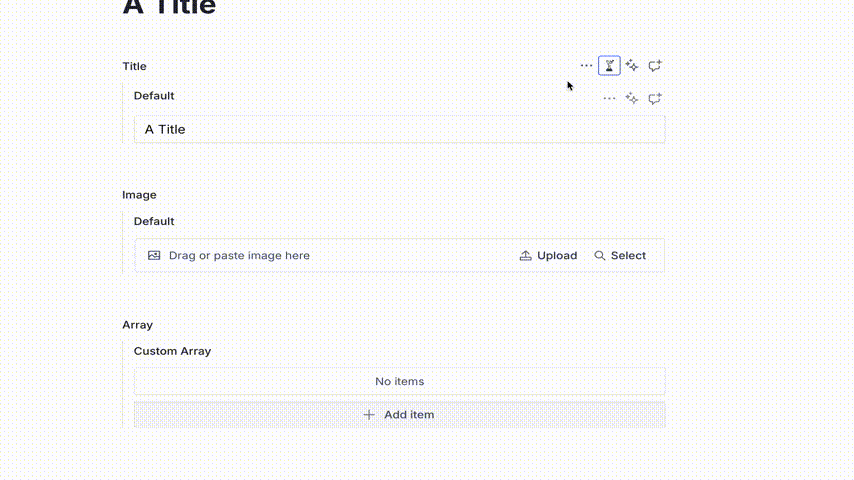 A Title
Title
Default
A Title
Image
Default
Drag or paste image here
Upload
Select
Array
Custom Array
No items
Add item